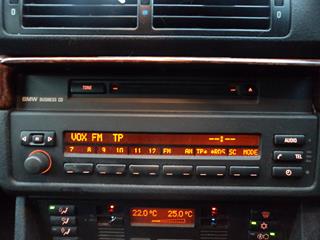 TONE
BMW BUSINESS CD
VOX FM TP --:--
7 8 9 10 11 12 FM AM TP* *RDS SC MODE
AUDIO
TEL
22.0 °C 25.0 °C